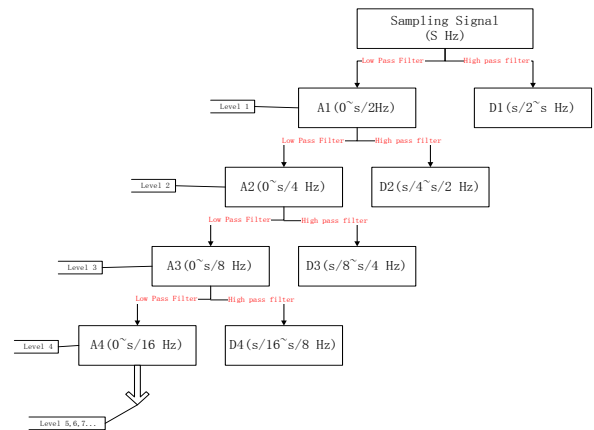 Sampling Signal
(S Hz)
Low Pass Filter
High pass filter
Level 1
A1(0~s/2Hz)
D1(s/2~s Hz)
Low Pass Filter
High pass filter
Level 2
A2(0~s/4 Hz)
D2(s/4~s/2 Hz)
Low Pass Filter
High pass filter
Level 3
A3(0~s/8 Hz)
D3(s/8~s/4 Hz)
Low Pass Filter
High pass filter
Level 4
A4(0~s/16 Hz)
D4(s/16~s/8 Hz)
Level 5,6,7...